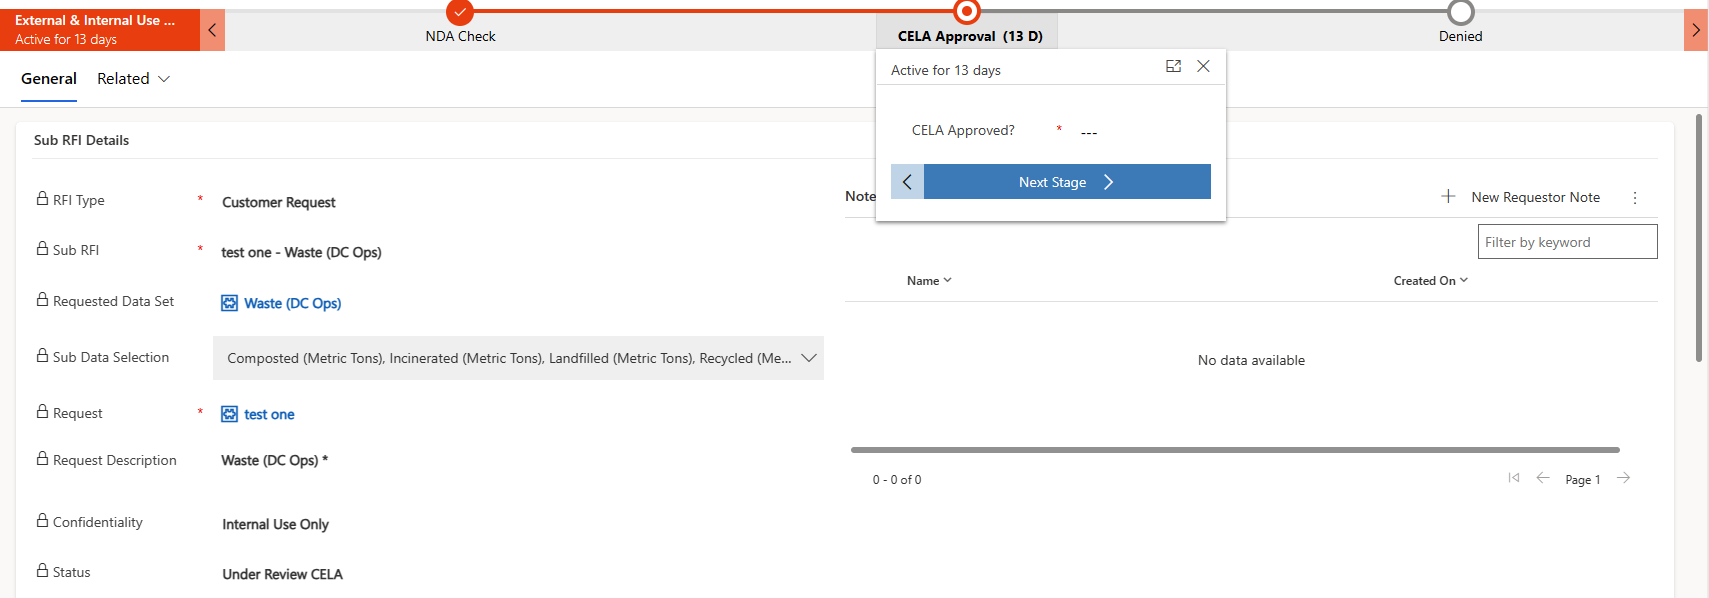 External & Internal Use ...
Active for 13 days
NDA Check
CELA Approval (13 D)
Denied
General
Related
Active for 13 days
CELA Approved? * ---
Next Stage
Sub RFI Details
RFI Type * Customer Request
Sub RFI * test one - Waste (DC Ops)
Requested Data Set Waste (DC Ops)
Sub Data Selection Composted (Metric Tons), Incinerated (Metric Tons), Landfilled (Metric Tons), Recycled (Me...
Request * test one
Request Description Waste (DC Ops) *
Confidentiality Internal Use Only
Status Under Review CELA
Note
New Requestor Note
Filter by keyword
Name Created On
No data available
0 - 0 of 0 Page 1